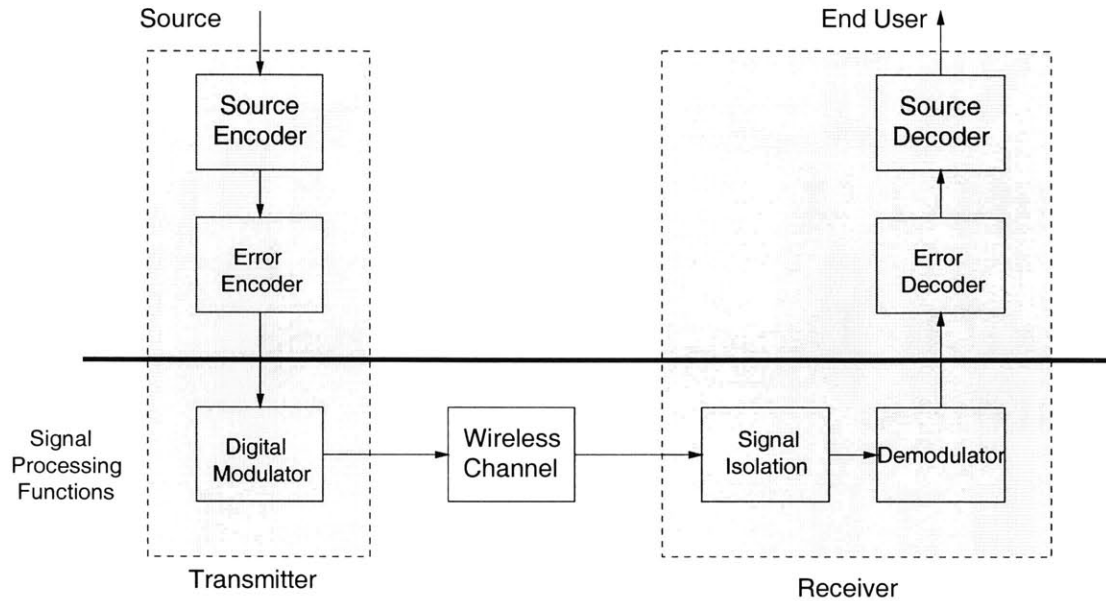 Source
End User
Source
Encoder
Source
Decoder
Error
Encoder
Error
Decoder
Signal
Processing
Functions
Digital
Modulator
Wireless
Channel
Signal
Isolation
Demodulator
Transmitter
Receiver